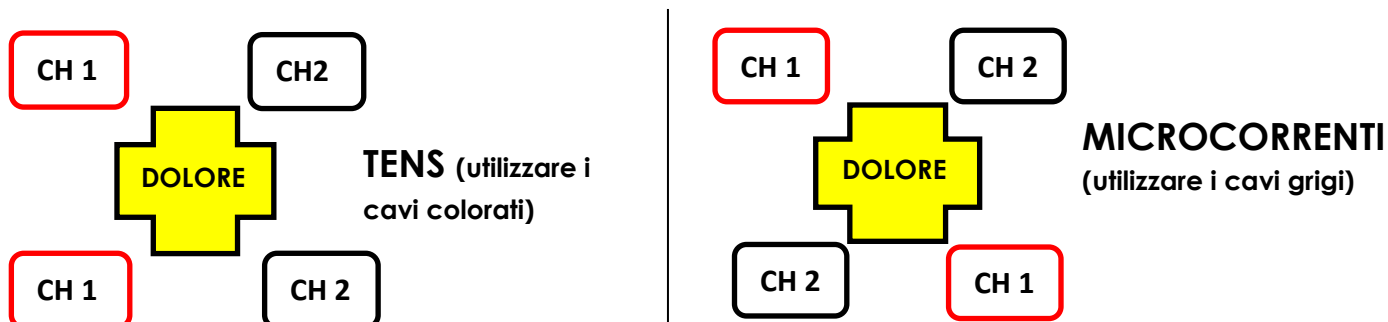 CH 1
CH2
DOLORE
TENS (utilizzare i
cavi colorati)
CH 1
CH 2
CH 1
CH 2
DOLORE
MICROCORRENTI
(utilizzare i cavi grigi)
CH 2
CH 1